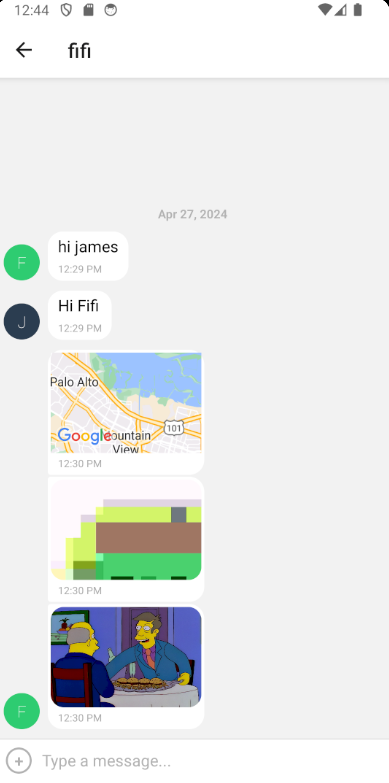 12:44
fifi
Apr 27, 2024
F
hi james
12:29 PM
J
Hi Fifi
12:29 PM
Palo Alto
101
Google
ountain
View
12:30 PM
12:30 PM
F
12:30 PM
+
Type a message...